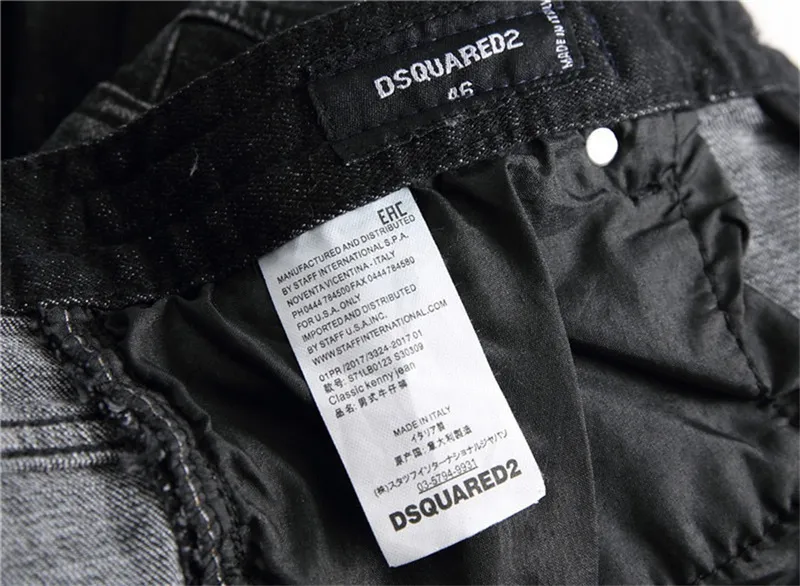 DSQUARED2
46
MADE IN
EAC
MANUFACTURED AND DISTRIBUTED
BY STAFF INTERNATIONAL S.P.A.
NOVENTA VICENTINA - ITALY
PH0444 784500 FAX 0444784580
FOR U.S.A. ONLY
IMPORTED AND DISTRIBUTED
BY STAFF U.S.A.INC.
WWW.STAFFINTERNATIONAL.COM
01PR/2017/3324-2017 01
款号: S71LB0123 S30309
Classic kenny jean
品名: 男式牛仔裤
MADE IN ITALY
イタリア製
原产国: 意大利製造
(株)スタッフインターナショナルジャパン
03-5794-9931
DSQUARED2